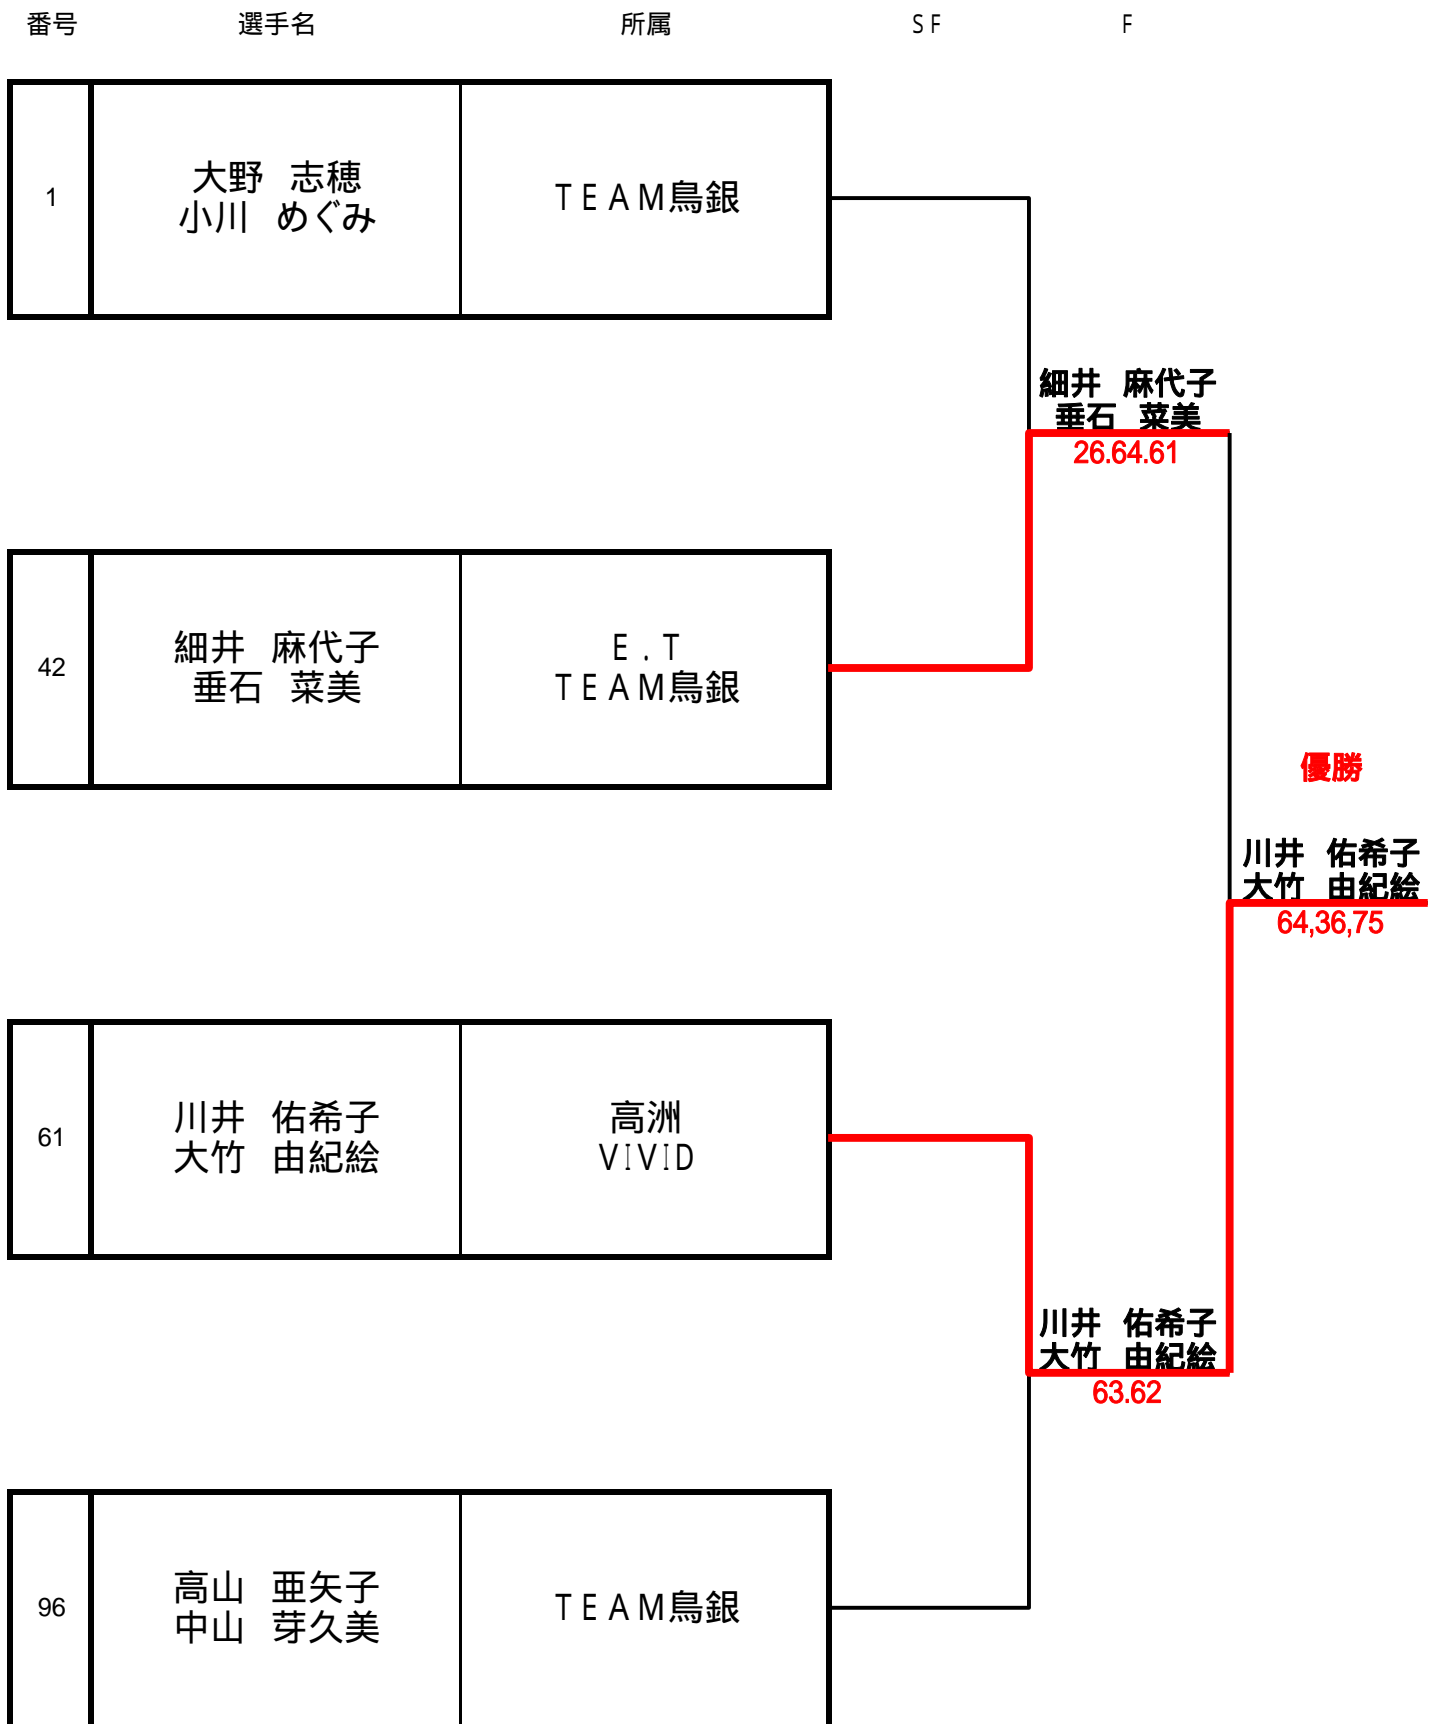 番号 選手名 所属 SF F
1
大野 志穂
小川 めぐみ
TEAM鳥銀
細井 麻代子
垂石 菜美
26.64.61
42
細井 麻代子
垂石 菜美
E.T
TEAM鳥銀
優勝
川井 佑希子
大竹 由紀絵
64,36,75
61
川井 佑希子
大竹 由紀絵
高洲
VIVID
川井 佑希子
大竹 由紀絵
63.62
96
高山 亜矢子
中山 芽久美
TEAM鳥銀